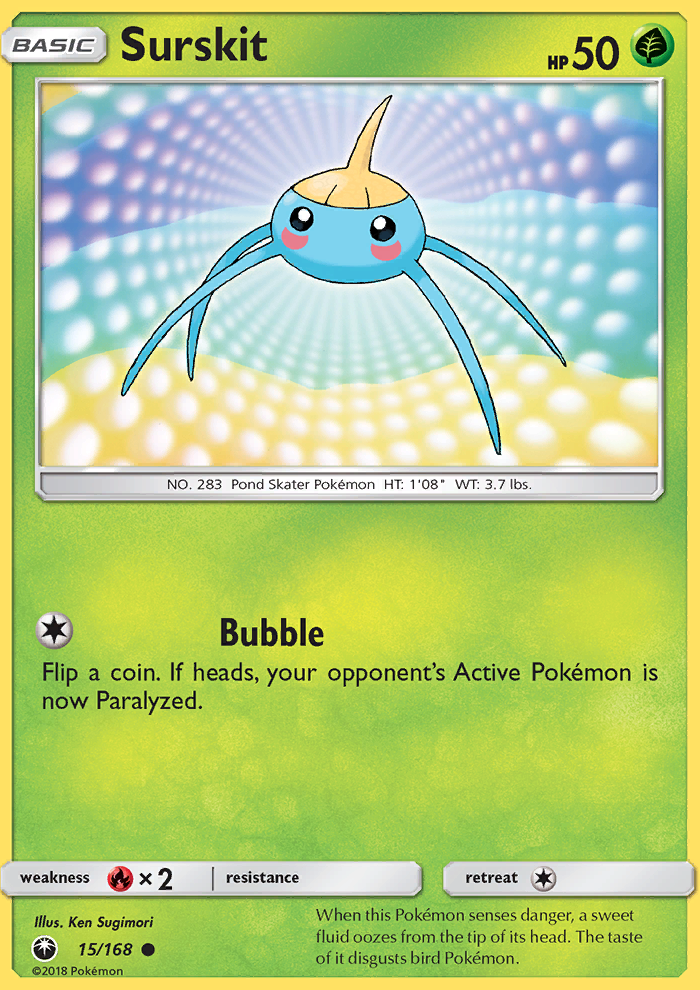 BASIC Surskit HP 50
NO. 283 Pond Skater Pokémon HT: 1'08" WT: 3.7 lbs.
Bubble
Flip a coin. If heads, your opponent's Active Pokémon is
now Paralyzed.
weakness × 2 resistance retreat
Illus. Ken Sugimori
15/168
©2018 Pokémon
When this Pokémon senses danger, a sweet
fluid oozes from the tip of its head. The taste
of it disgusts bird Pokémon.